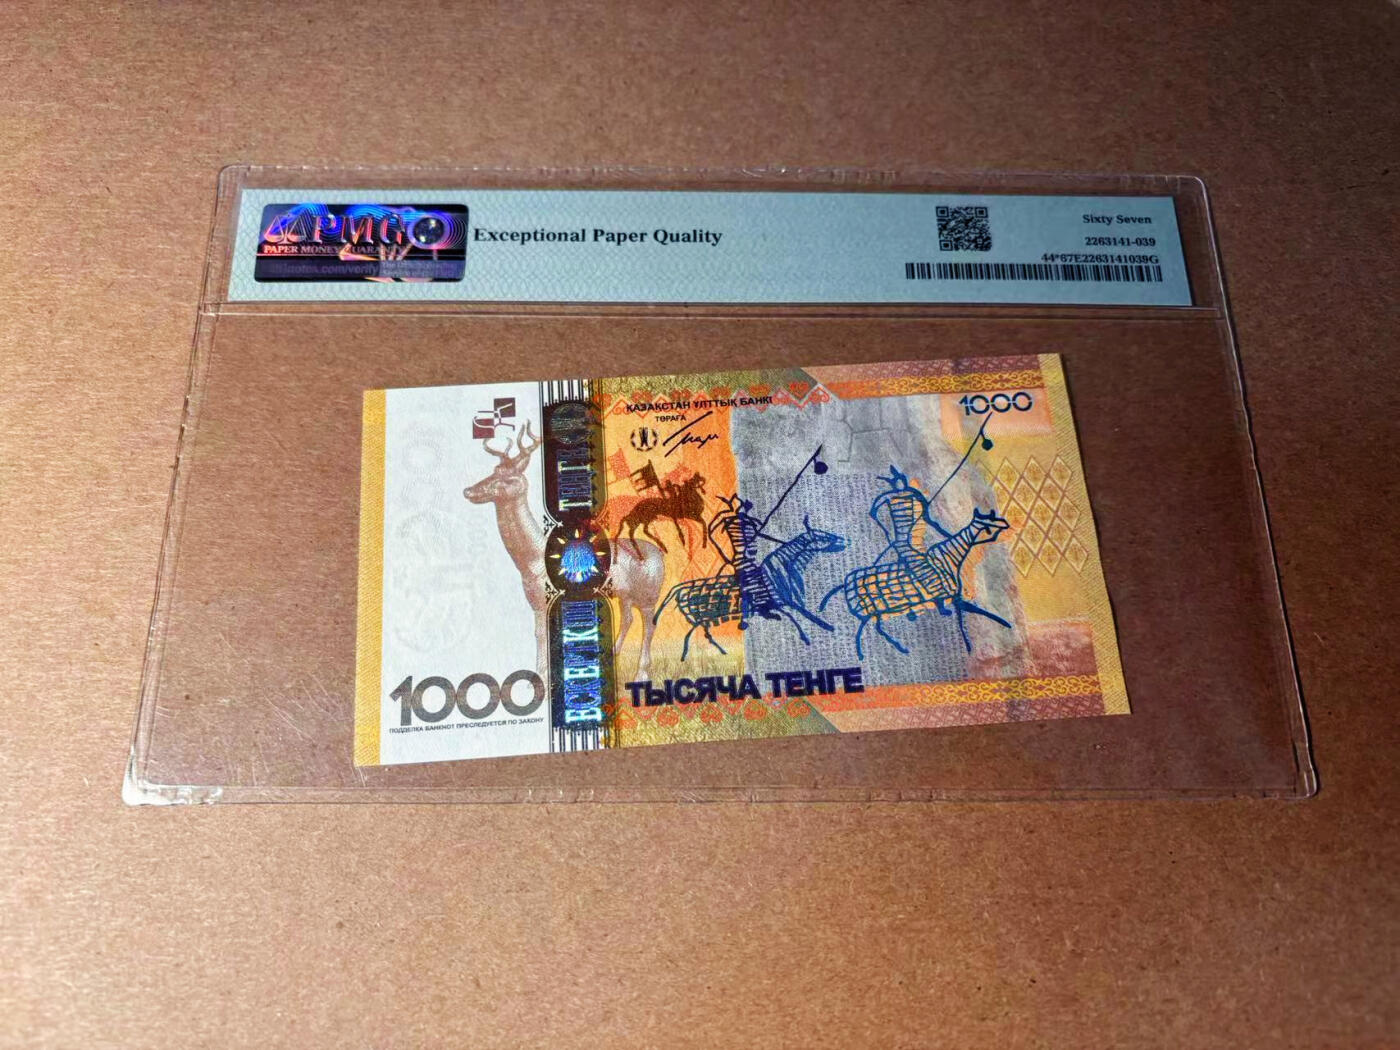 PMG
PAPER MONEY GUARANTY
Exceptional Paper Quality
Sixty Seven
2263141-039
44*67E2263141039G
ҚАЗАҚСТАН ҰЛТТЫҚ БАНКІ
ТӨРАҒА
1000
1000
ПОДДЕЛКА БАНКНОТ ПРЕСЛЕДУЕТСЯ ПО ЗАКОНУ
ТЫСЯЧА ТЕНГЕ